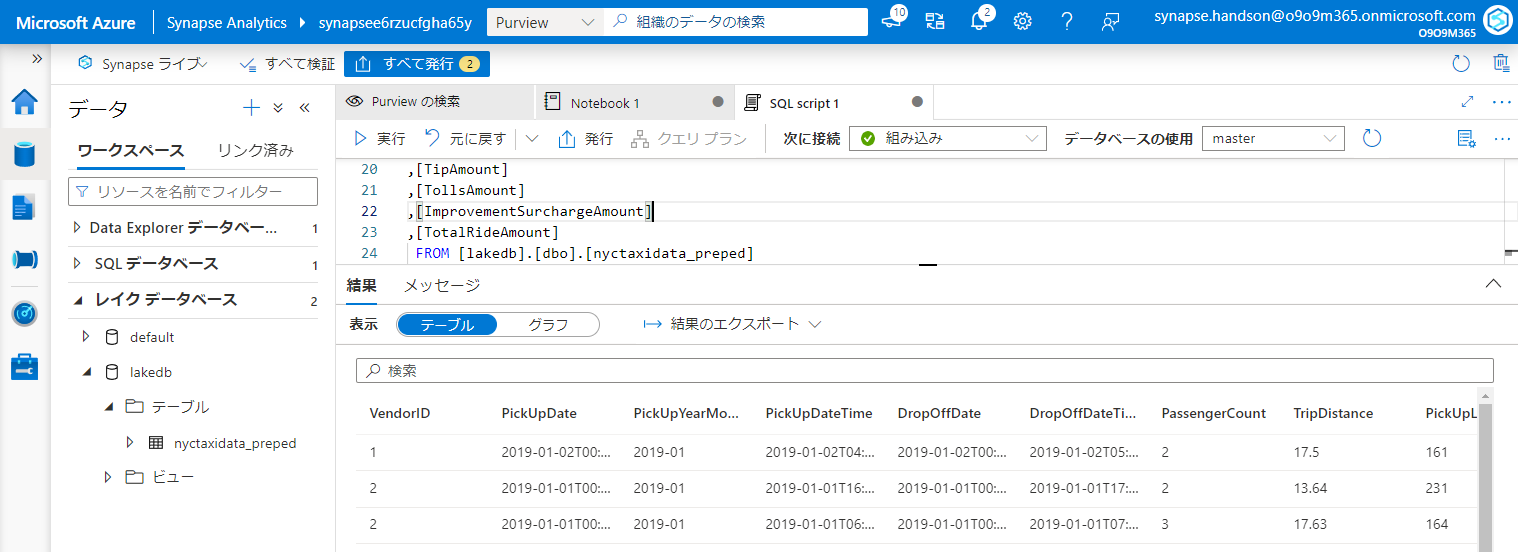 Microsoft Azure Synapse Analytics synapsee6rzucfgha65y Purview 組織のデータの検索 10 2 synapse.handson@o9o9m365.onmicrosoft.com
O9O9M365
Synapse ライブ すべて検証 すべて発行 2
データ
Purview の検索 Notebook 1 SQL script 1
実行 元に戻す 発行 クエリ プラン 次に接続 組み込み データベースの使用 master
ワークスペース リンク済み
リソースを名前でフィルター
Data Explorer データベー... 1
SQL データベース 1
レイク データベース 2
default
lakedb
テーブル
nyctaxidata_preped
ビュー
20 ,[TipAmount]
21 ,[TollsAmount]
22 ,[ImprovementSurchargeAmount]
23 ,[TotalRideAmount]
24 FROM [lakedb].[dbo].[nyctaxidata_preped]
結果 メッセージ
表示 テーブル グラフ 結果のエクスポート
検索
VendorID PickUpDate PickUpYearMo... PickUpDateTime DropOffDate DropOffDateTi... PassengerCount TripDistance PickUpL
1 2019-01-02T00:... 2019-01 2019-01-02T04:... 2019-01-02T00:... 2019-01-02T05:... 2 17.5 161
2 2019-01-01T00:... 2019-01 2019-01-01T16:... 2019-01-01T00:... 2019-01-01T17:... 2 13.64 231
2 2019-01-01T00:... 2019-01 2019-01-01T06:... 2019-01-01T00:... 2019-01-01T07:... 3 17.63 164